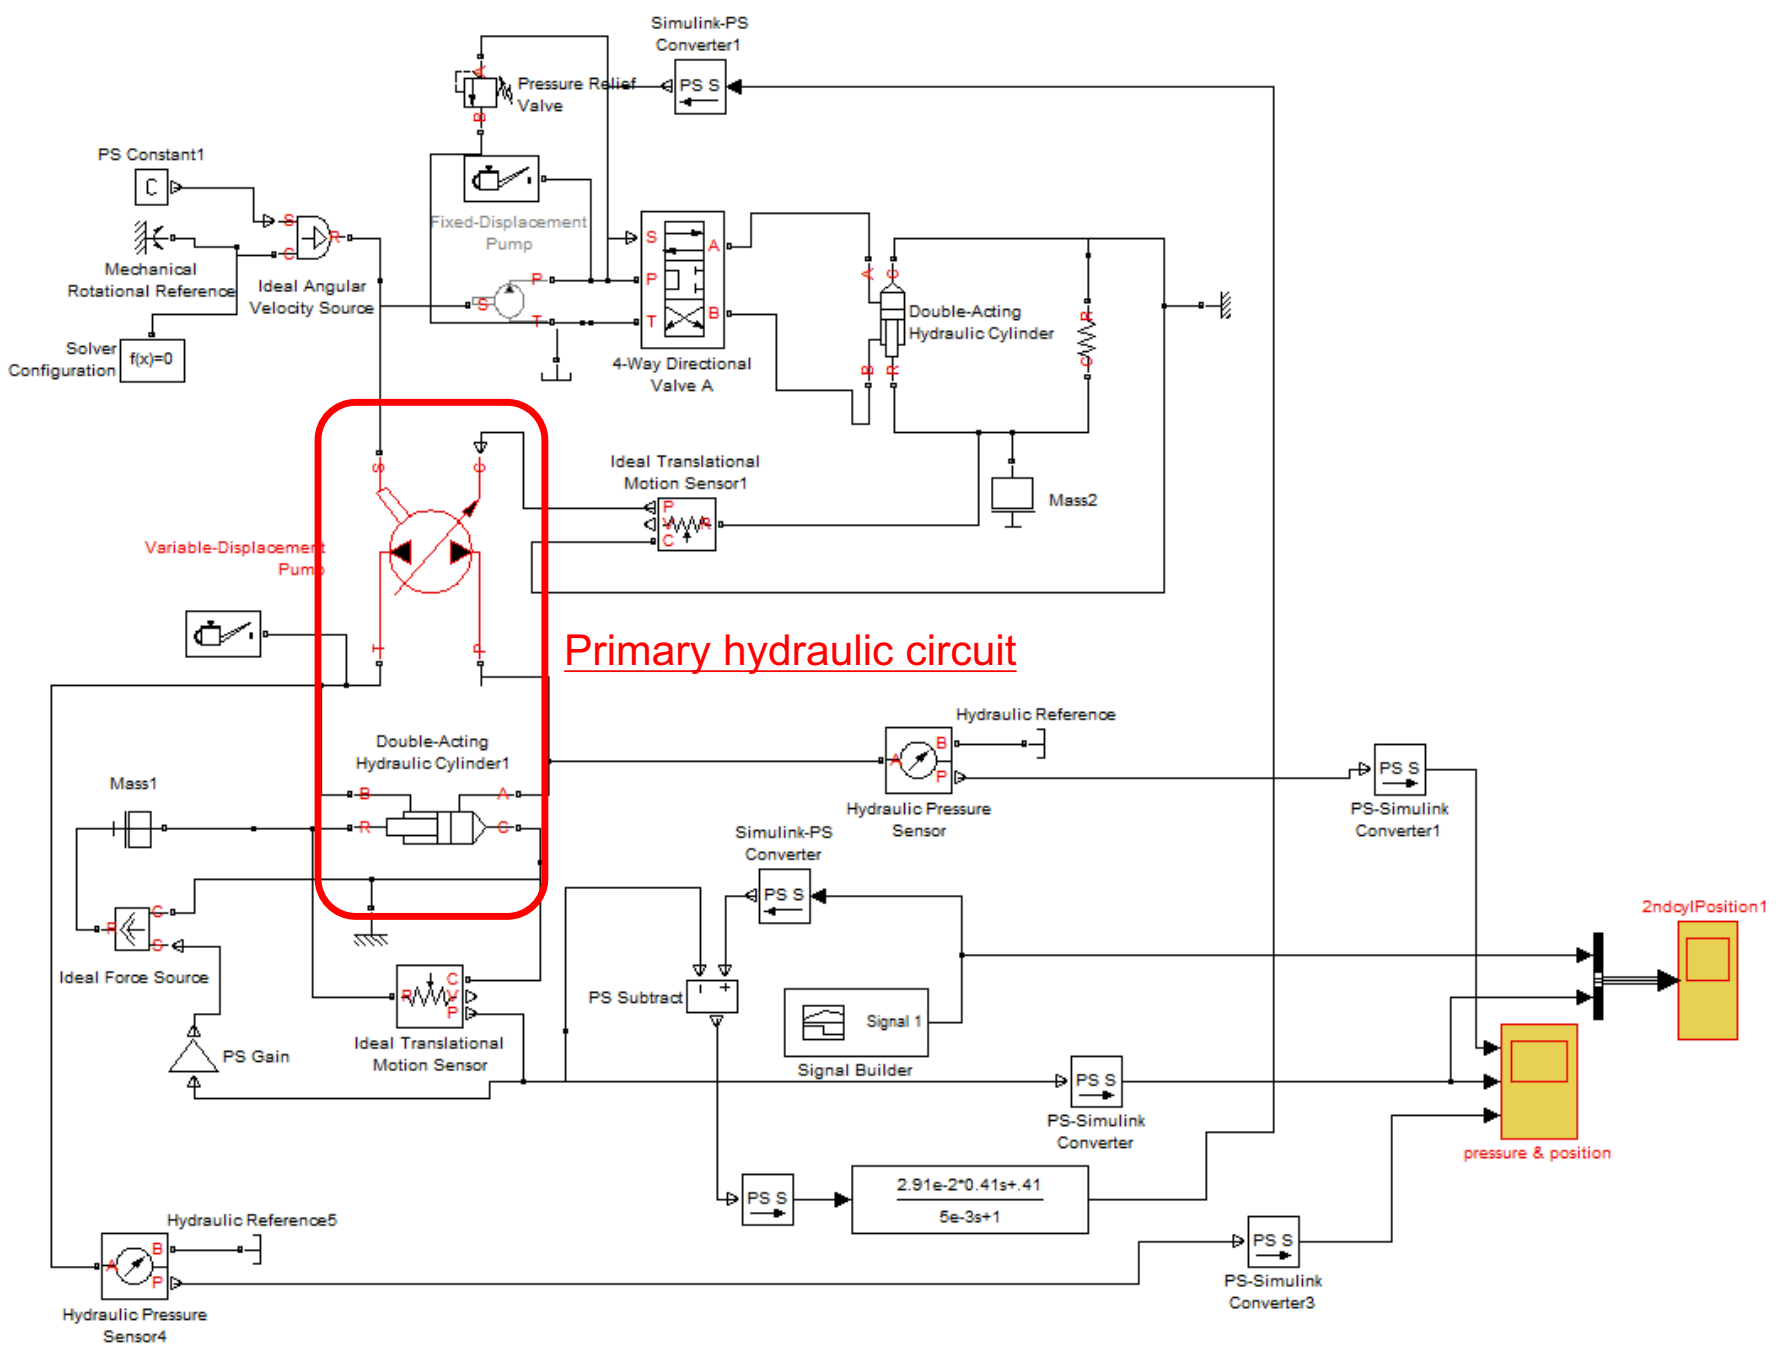 Simulink-PS
Converter1
A
Pressure Relief
Valve
PS S
B
PS Constant1
C
S
R
C
Mechanical
Rotational Reference
Ideal Angular
Velocity Source
Solver
Configuration
f(x)=0
Fixed-Displacement
Pump
S
P
T
S
P
T
A
B
4-Way Directional
Valve A
A
C
B
R
Double-Acting
Hydraulic Cylinder
R
C
Mass2
Ideal Translational
Motion Sensor1
P
V
R
C
S
C
Variable-Displacement
Pump
T
P
Primary hydraulic circuit
Double-Acting
Hydraulic Cylinder1
B
A
R
C
Mass1
Hydraulic Reference
A
B
P
Hydraulic Pressure
Sensor
PS S
PS-Simulink
Converter1
Simulink-PS
Converter
PS S
C
R
S
Ideal Force Source
PS Subtract
- +
Signal 1
Signal Builder
2ndcylPosition1
R
C
V
P
Ideal Translational
Motion Sensor
PS Gain
PS S
PS-Simulink
Converter
pressure & position
PS S
2.91e-2*0.41s+.41
5e-3s+1
Hydraulic Reference5
A
B
P
Hydraulic Pressure
Sensor4
PS S
PS-Simulink
Converter3